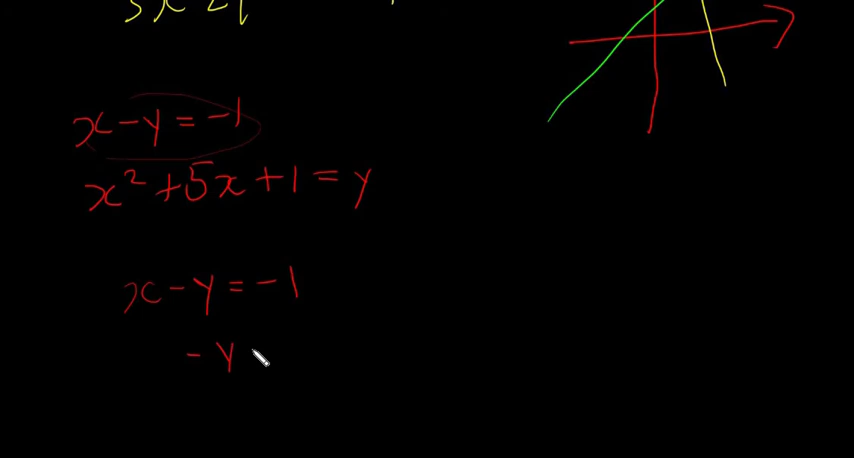 x - y = -1
x² + 5x + 1 = y
x - y = -1
- y